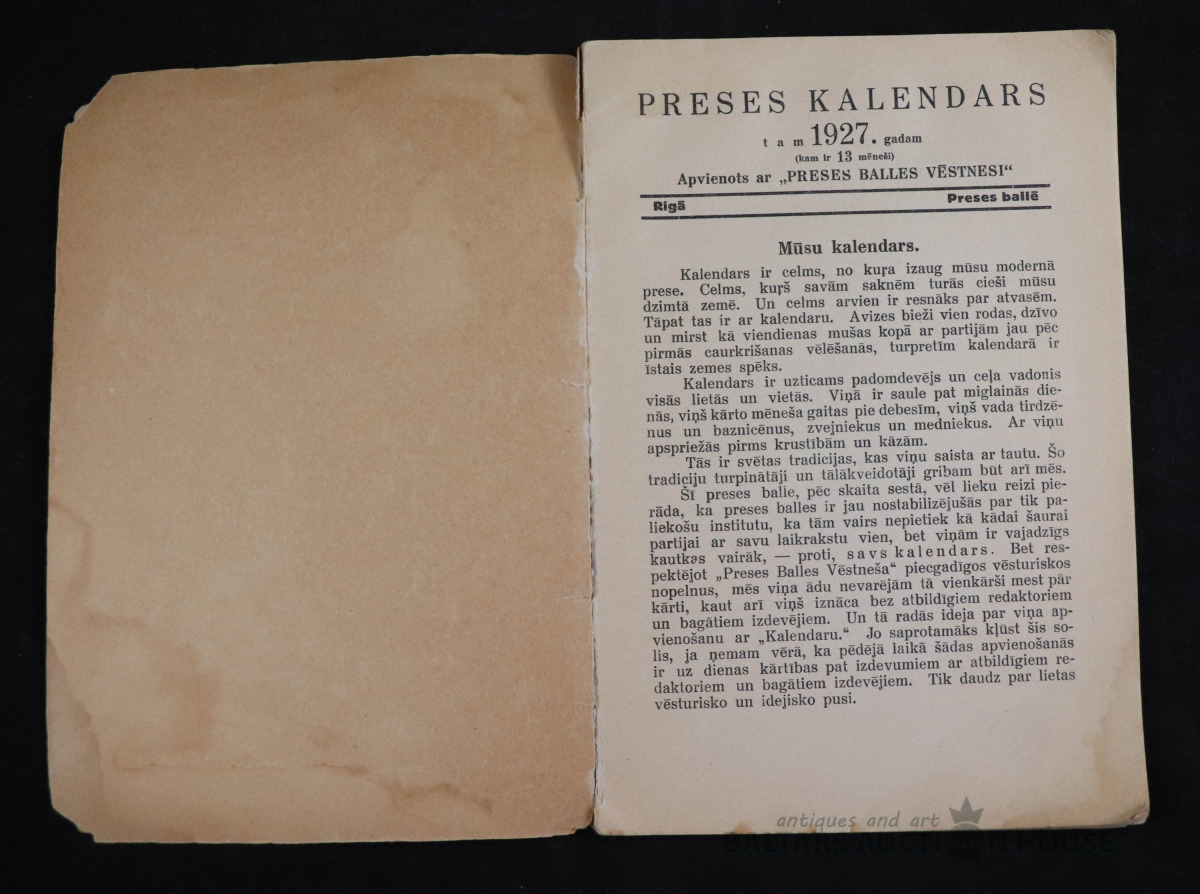 PRESES KALENDARS
tam 1927. gadam
(kam ir 13 mēneši)
Apvienots ar „PRESES BALLES VĒSTNESI“
Rīgā Preses ballē
Mūsu kalendars.
Kalendars ir celms, no kuŗa izaug mūsu modernā
prese. Celms, kuŗš savām saknēm turās cieši mūsu
dzimtā zemē. Un celms arvien ir resnāks par atvasēm.
Tāpat tas ir ar kalendaru. Avizes bieži vien rodas, dzīvo
un mirst kā viendienas mušas kopā ar partijām jau pēc
pirmās caurkrišanas vēlēšanās, turpretīm kalendarā ir
īstais zemes spēks.
Kalendars ir uzticams padomdevējs un ceļa vadonis
visās lietās un vietās. Viņā ir saule pat miglainās die-
nās, viņš kārto mēneša gaitas pie debesīm, viņš vada tirdzē-
nus un baznicēnus, zvejniekus un medniekus. Ar viņu
apspriežās pirms krustībām un kāzām.
Tās ir svētas tradicijas, kas viņu saista ar tautu. Šo
tradiciju turpinātāji un tālākveidotāji gribam būt arī mēs.
Šī preses balle, pēc skaita sestā, vēl lieku reizi pie-
rāda, ka preses balles ir jau nostabilizējušās par tik pa-
liekošu institutu, ka tām vairs nepietiek kā kādai šaurai
partijai ar savu laikrakstu vien, bet viņām ir vajadzīgs
kautkas vairāk, — proti, savs kalendars. Bet res-
pektējot „Preses Balles Vēstneša“ piecgadīgos vēsturiskos
nopelnus, mēs viņa ādu nevarējām tā vienkārši mest pār
kārti, kaut arī viņš iznāca bez atbildīgiem redaktoriem
un bagātiem izdevējiem. Un tā radās ideja par viņa ap-
vienošanu ar „Kalendaru.“ Jo saprotamāks kļūst šis so-
lis, ja ņemam vērā, ka pēdējā laikā šādas apvienošanās
ir uz dienas kārtības pat izdevumiem ar atbildīgiem re-
daktoriem un bagātiem izdevējiem. Tik daudz par lietas
vēsturisko un idejisko pusi.
antiques and art
BALTARS AUCTION HOUSE